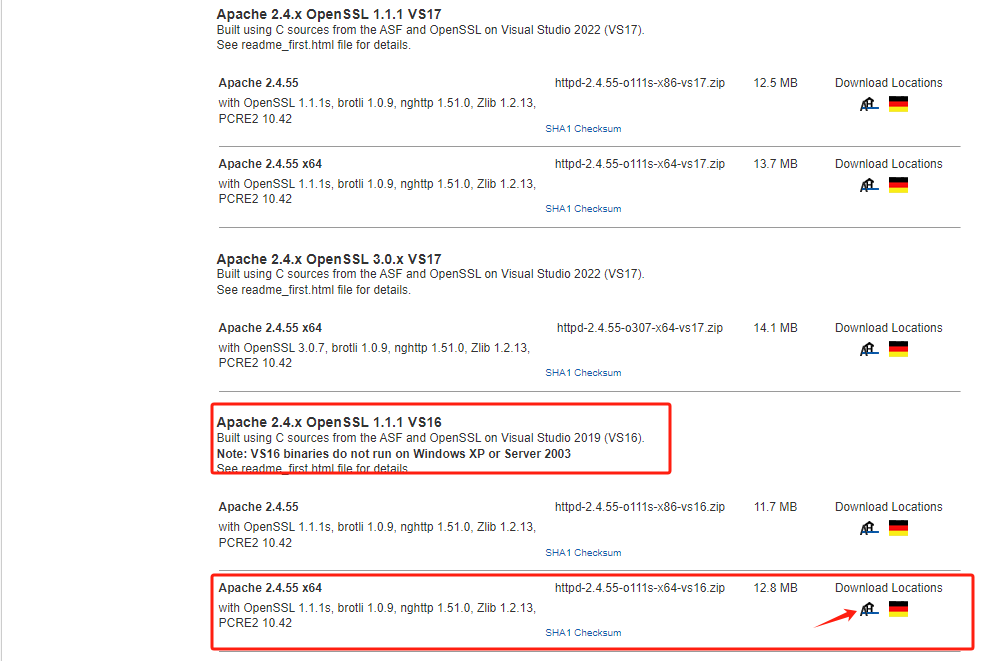 Apache 2.4.x OpenSSL 1.1.1 VS17
Built using C sources from the ASF and OpenSSL on Visual Studio 2022 (VS17).
See readme_first.html file for details.
Apache 2.4.55 httpd-2.4.55-o111s-x86-vs17.zip 12.5 MB Download Locations
with OpenSSL 1.1.1s, brotli 1.0.9, nghttp 1.51.0, Zlib 1.2.13,
PCRE2 10.42
SHA1 Checksum
Apache 2.4.55 x64 httpd-2.4.55-o111s-x64-vs17.zip 13.7 MB Download Locations
with OpenSSL 1.1.1s, brotli 1.0.9, nghttp 1.51.0, Zlib 1.2.13,
PCRE2 10.42
SHA1 Checksum
Apache 2.4.x OpenSSL 3.0.x VS17
Built using C sources from the ASF and OpenSSL on Visual Studio 2022 (VS17).
See readme_first.html file for details.
Apache 2.4.55 x64 httpd-2.4.55-o307-x64-vs17.zip 14.1 MB Download Locations
with OpenSSL 3.0.7, brotli 1.0.9, nghttp 1.51.0, Zlib 1.2.13,
PCRE2 10.42
SHA1 Checksum
Apache 2.4.x OpenSSL 1.1.1 VS16
Built using C sources from the ASF and OpenSSL on Visual Studio 2019 (VS16).
Note: VS16 binaries do not run on Windows XP or Server 2003
See readme_first.html file for details
Apache 2.4.55 httpd-2.4.55-o111s-x86-vs16.zip 11.7 MB Download Locations
with OpenSSL 1.1.1s, brotli 1.0.9, nghttp 1.51.0, Zlib 1.2.13,
PCRE2 10.42
SHA1 Checksum
Apache 2.4.55 x64 httpd-2.4.55-o111s-x64-vs16.zip 12.8 MB Download Locations
with OpenSSL 1.1.1s, brotli 1.0.9, nghttp 1.51.0, Zlib 1.2.13,
PCRE2 10.42
SHA1 Checksum